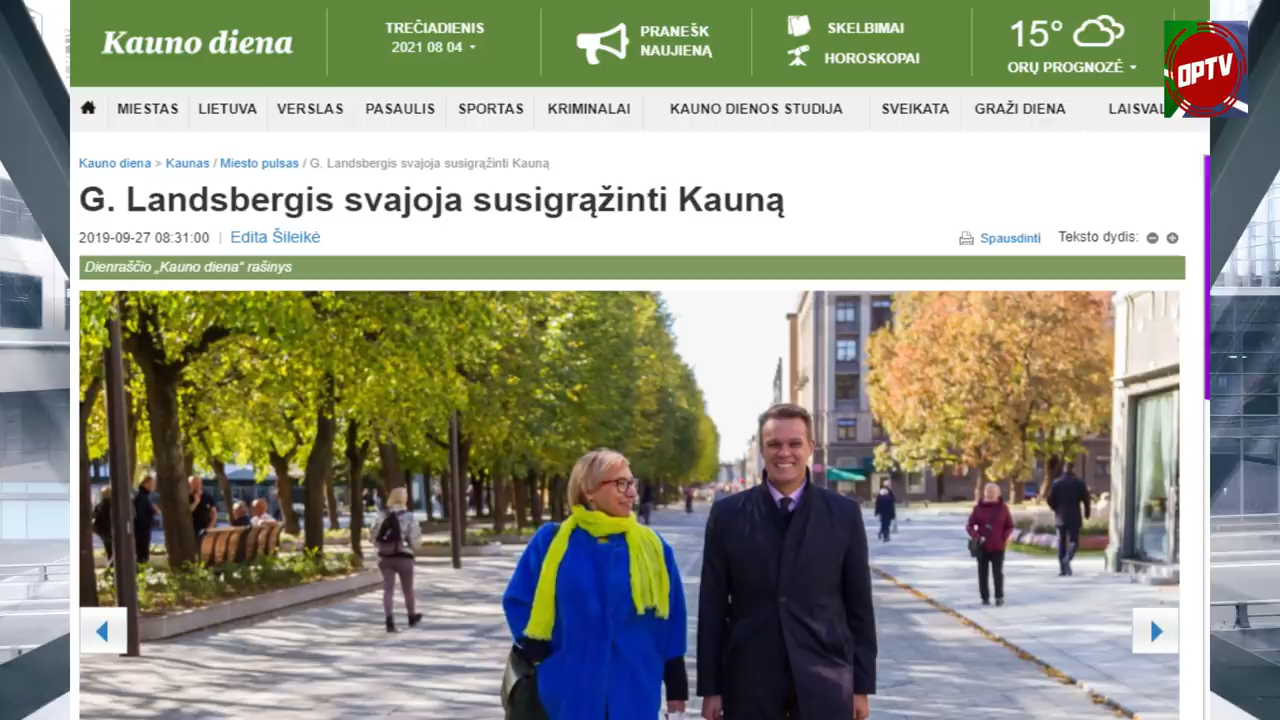 Kauno diena
TREČIADIENIS
2021 08 04
PRANEŠK
NAUJIENĄ
SKELBIMAI
HOROSKOPAI
15°
ORŲ PROGNOZĖ
OPTV
MIESTAS LIETUVA VERSLAS PASAULIS SPORTAS KRIMINALAI KAUNO DIENOS STUDIJA SVEIKATA GRAŽI DIENA LAISVAL
Kauno diena > Kaunas / Miesto pulsas / G. Landsbergis svajoja susigrąžinti Kauną
G. Landsbergis svajoja susigrąžinti Kauną
2019-09-27 08:31:00 | Edita Šileikė
Spausdinti Teksto dydis:
Dienraščio „Kauno diena“ rašinys